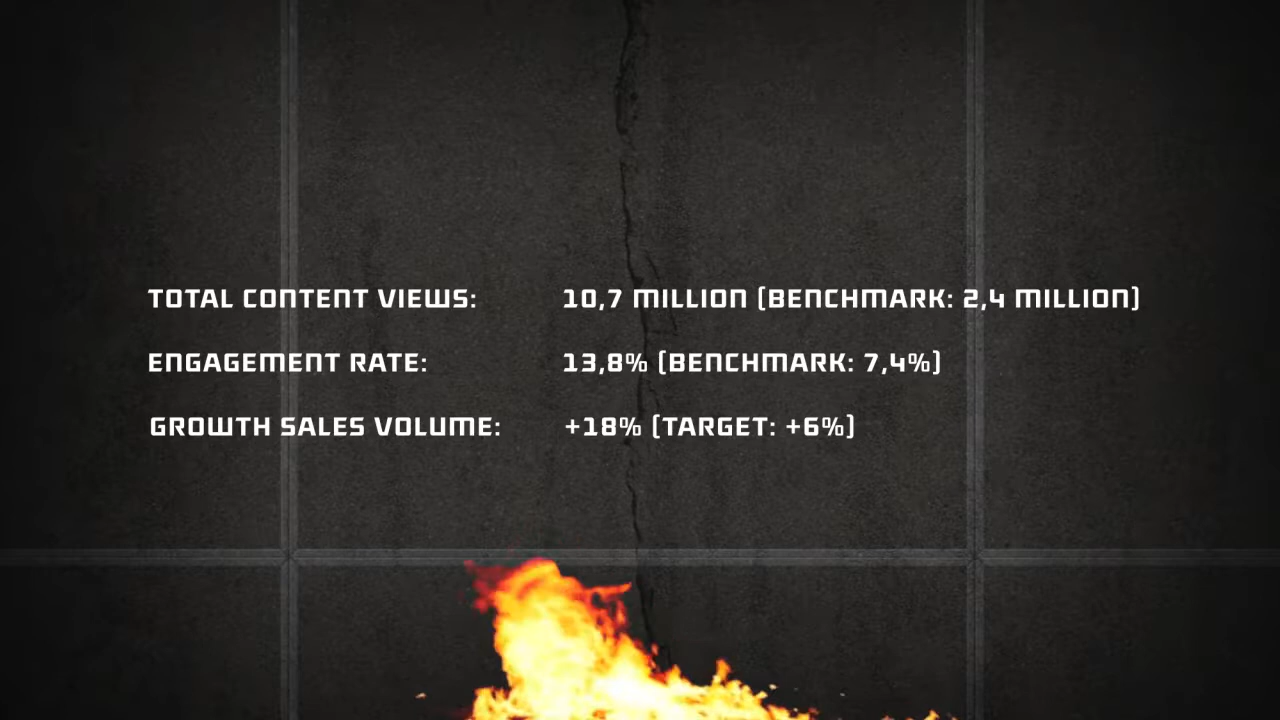 TOTAL CONTENT VIEWS: 10,7 MILLION (BENCHMARK: 2,4 MILLION)
ENGAGEMENT RATE: 13,8% (BENCHMARK: 7,4%)
GROWTH SALES VOLUME: +18% (TARGET: +6%)